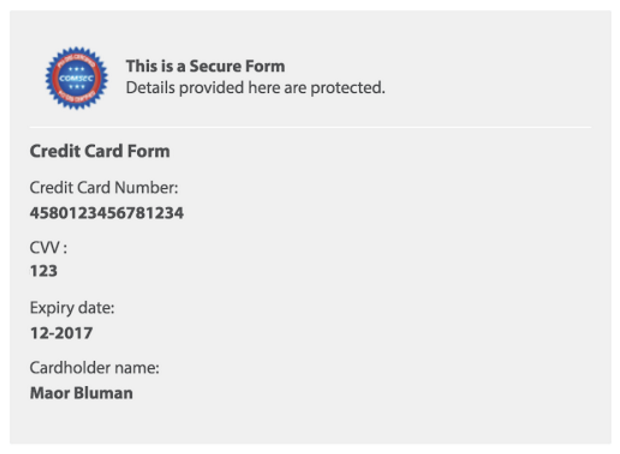 COMSEC
This is a Secure Form
Details provided here are protected.
Credit Card Form
Credit Card Number:
4580123456781234
CVV :
123
Expiry date:
12-2017
Cardholder name:
Maor Bluman